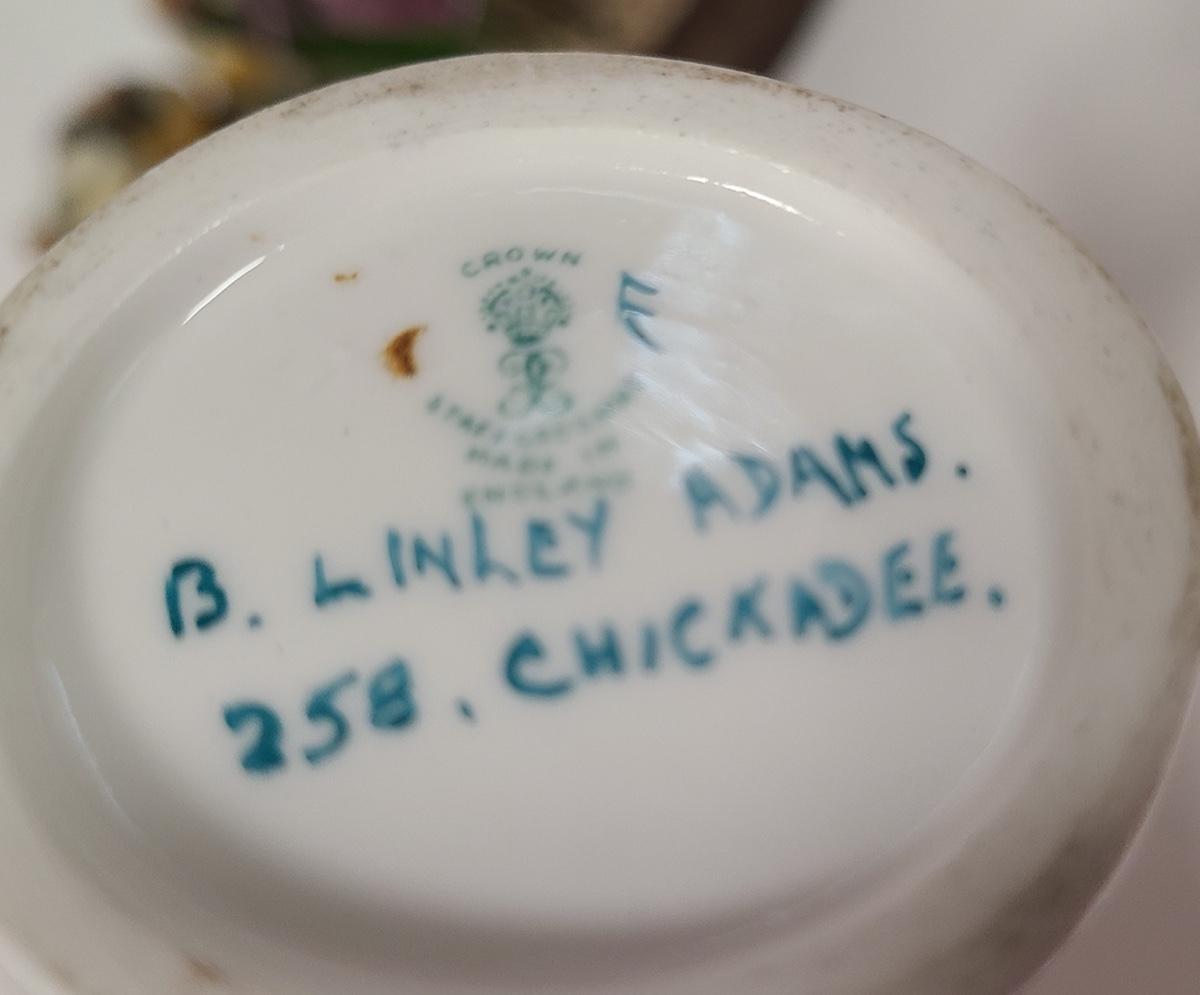 CROWN
STAFFORDSHIRE
MADE IN
ENGLAND
F
B. LINLEY ADAMS.
258. CHICKADEE.